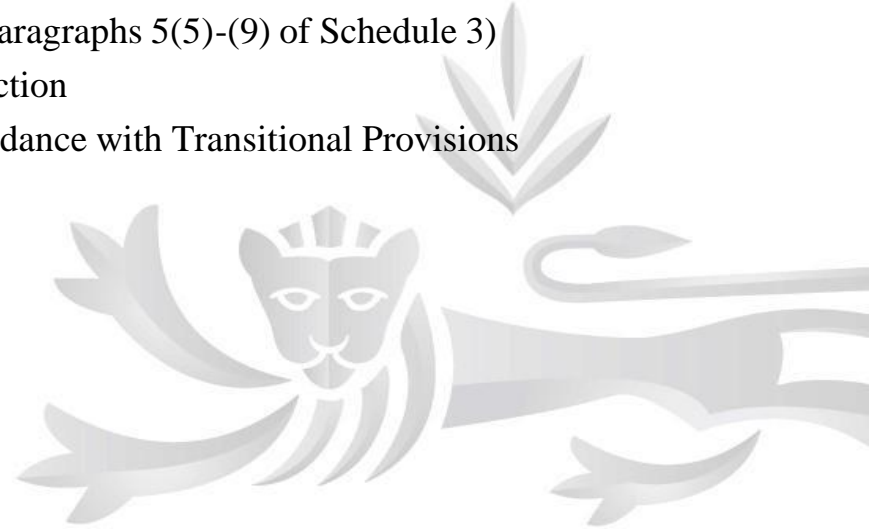 aragraphs 5(5)-(9) of Schedule 3)
ction
dance with Transitional Provisions